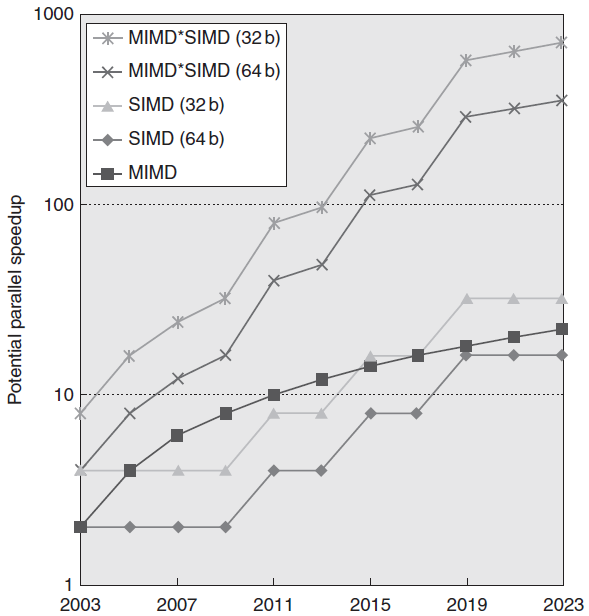 1000
MIMD*SIMD (32 b)
MIMD*SIMD (64 b)
SIMD (32 b)
SIMD (64 b)
MIMD
100
Potential parallel speedup
10
1
2003 2007 2011 2015 2019 2023